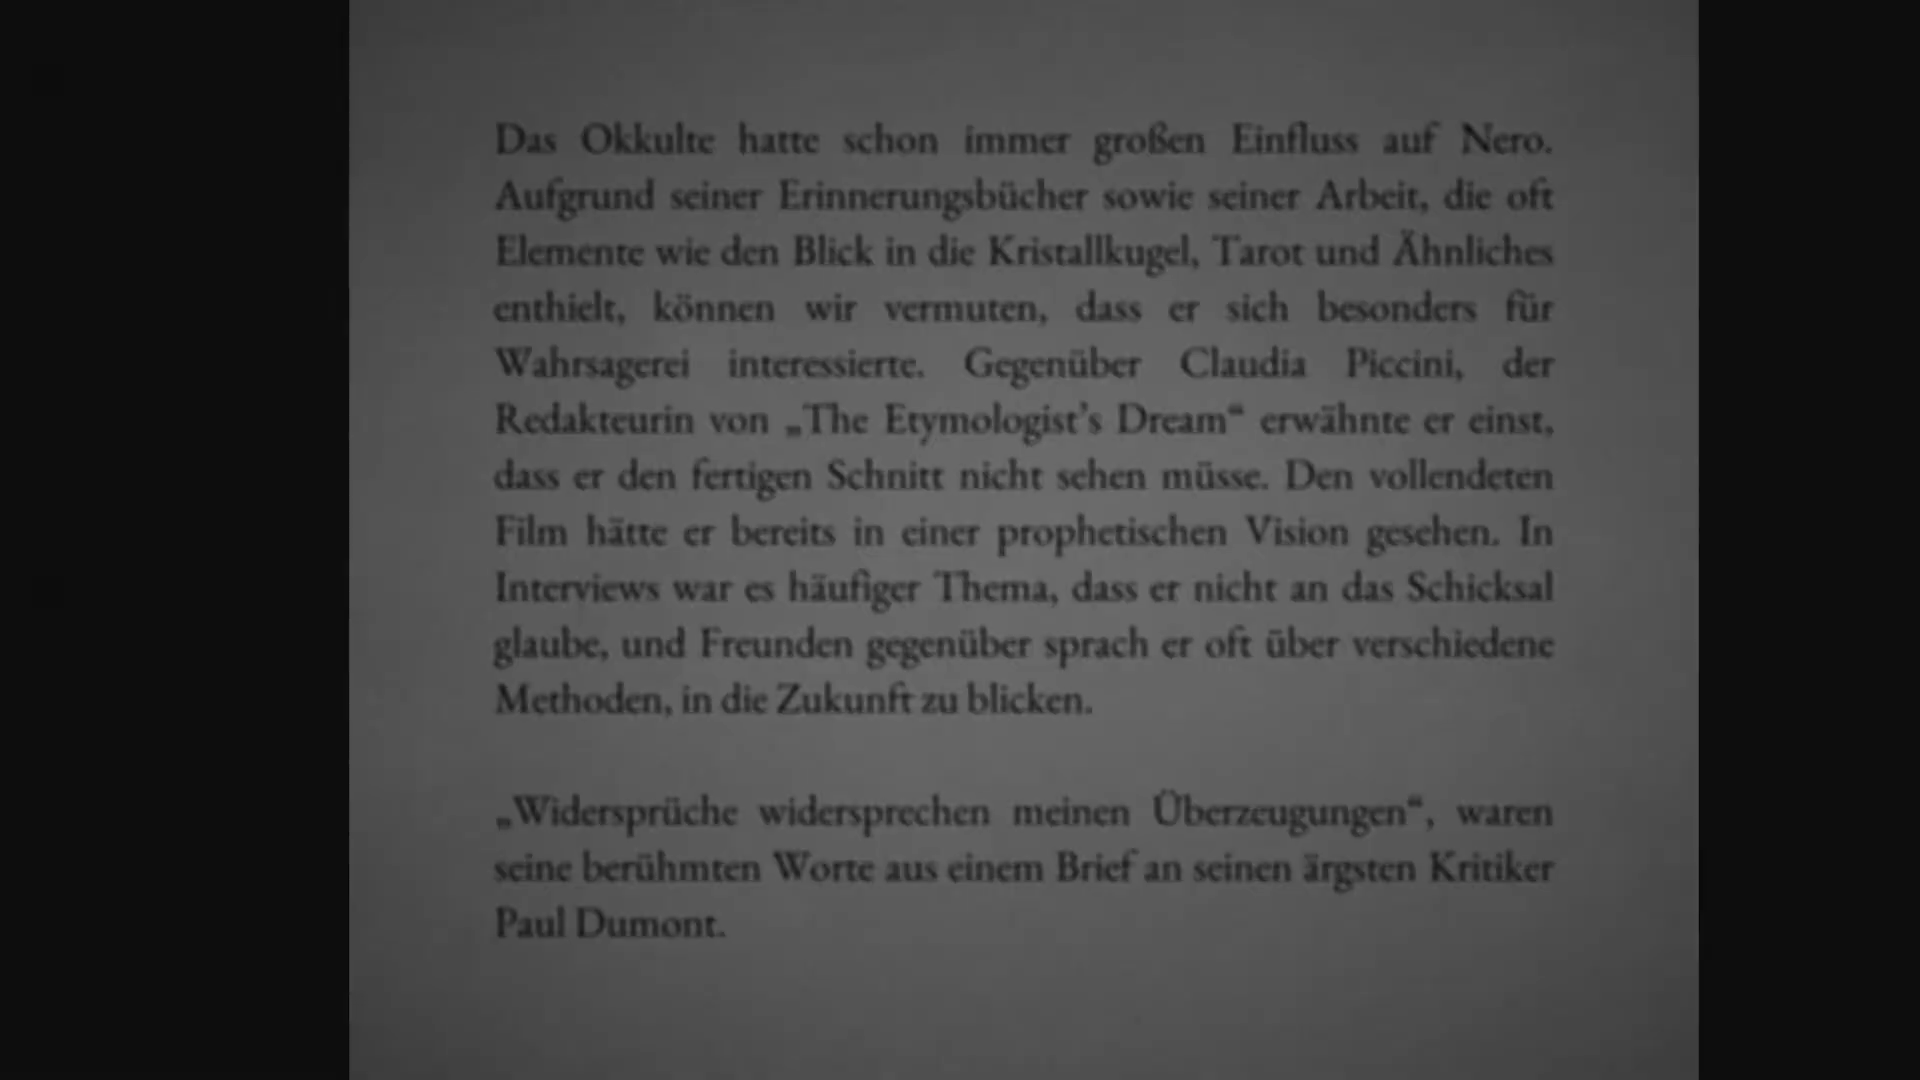 Das Okkulte hatte schon immer großen Einfluss auf Nero.
Aufgrund seiner Erinnerungsbücher sowie seiner Arbeit, die oft
Elemente wie den Blick in die Kristallkugel, Tarot und Ähnliches
enthielt, können wir vermuten, dass er sich besonders für
Wahrsagerei interessierte. Gegenüber Claudia Piccini, der
Redakteurin von „The Etymologist’s Dream“ erwähnte er einst,
dass er den fertigen Schnitt nicht sehen müsse. Den vollendeten
Film hätte er bereits in einer prophetischen Vision gesehen. In
Interviews war es häufiger Thema, dass er nicht an das Schicksal
glaube, und Freunden gegenüber sprach er oft über verschiedene
Methoden, in die Zukunft zu blicken.
„Widersprüche widersprechen meinen Überzeugungen“, waren
seine berühmten Worte aus einem Brief an seinen ärgsten Kritiker
Paul Dumont.